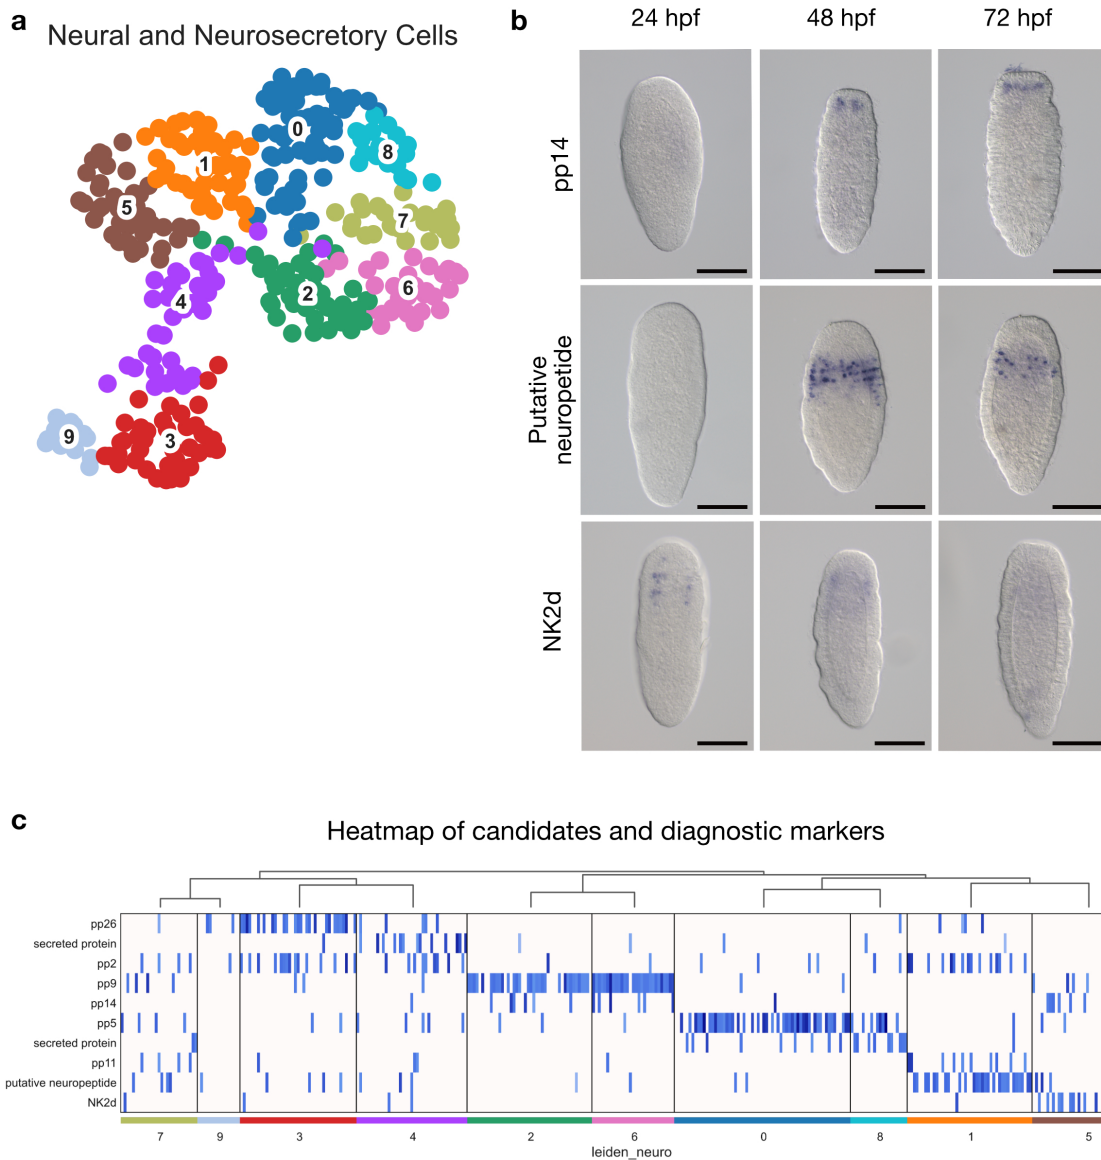 a
Neural and Neurosecretory Cells
0
1
8
5
7
2
6
4
3
9
b
24 hpf
48 hpf
72 hpf
pp14
Putative
neuropetide
NK2d
c
Heatmap of candidates and diagnostic markers
pp26
secreted protein
pp2
pp9
pp14
pp5
secreted protein
pp11
putative neuropeptide
NK2d
7 9 3 4 2 6 0 8 1 5
leiden_neuro